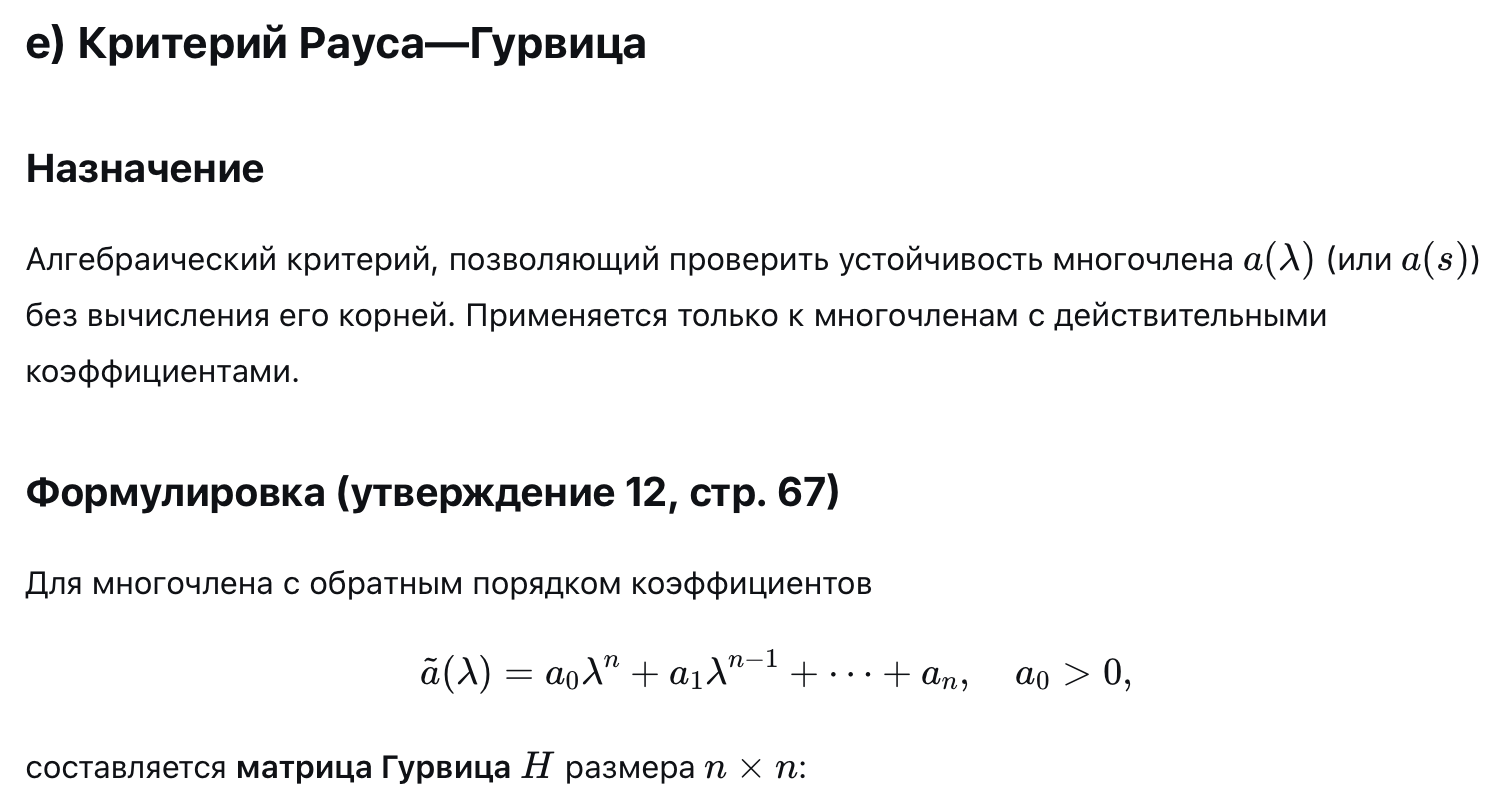 е) Критерий Рауса—Гурвица
Назначение
Алгебраический критерий, позволяющий проверить устойчивость многочлена a(λ) (или a(s))
без вычисления его корней. Применяется только к многочленам с действительными
коэффициентами.
Формулировка (утверждение 12, стр. 67)
Для многочлена с обратным порядком коэффициентов
ã(λ) = a₀λⁿ + a₁λⁿ⁻¹ + ⋯ + aₙ, a₀ > 0,
составляется матрица Гурвица H размера n × n: